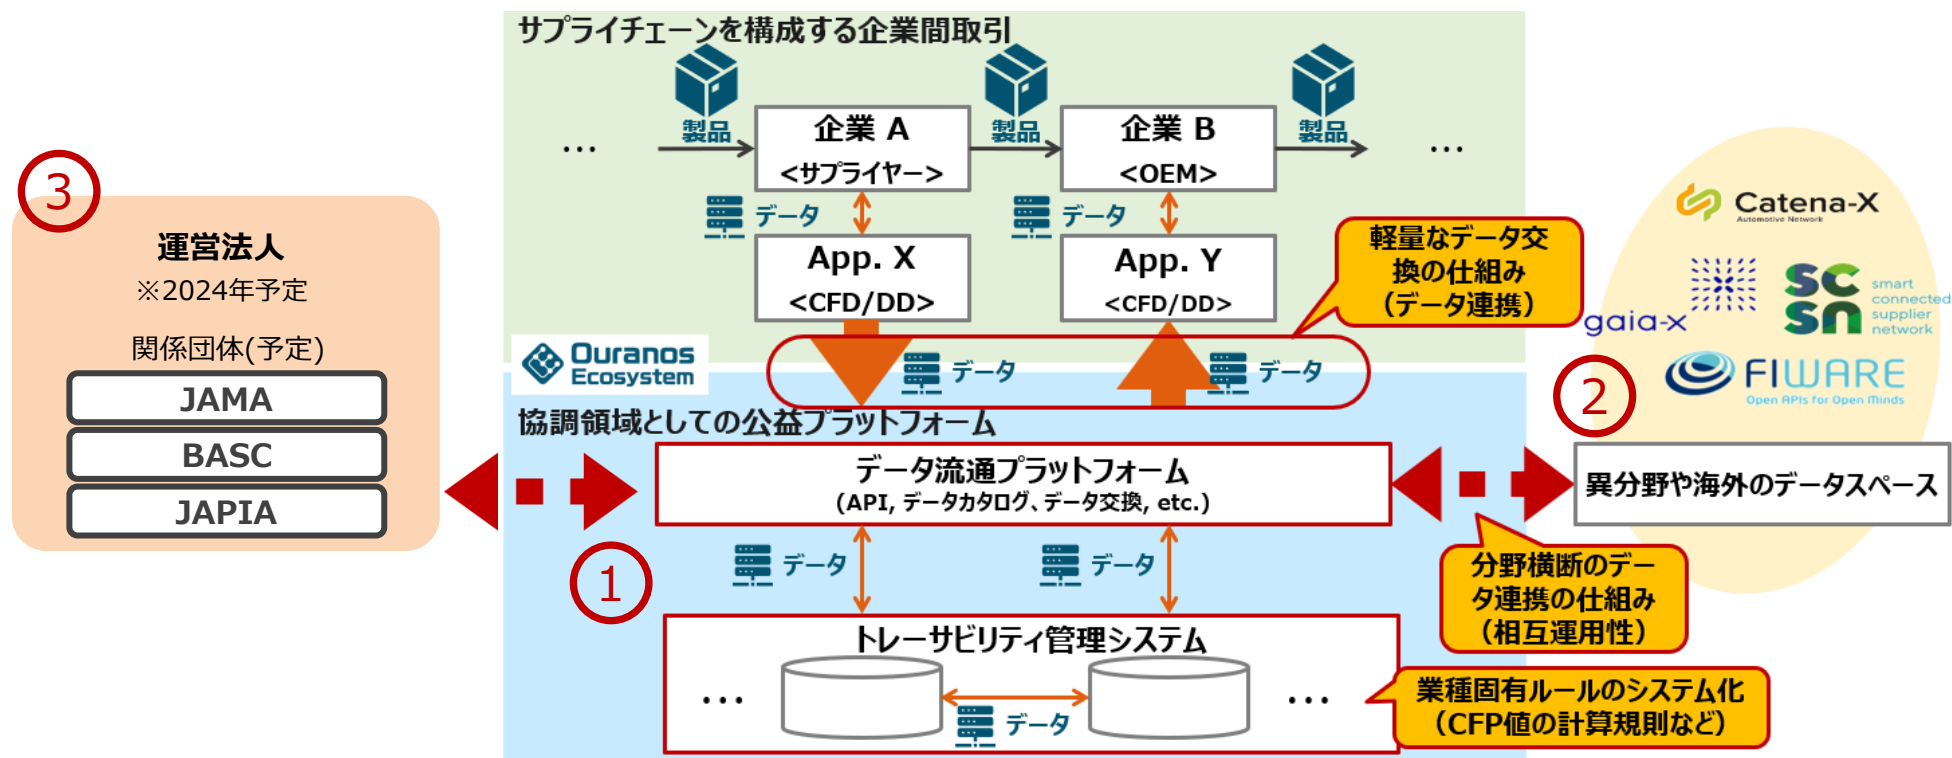 サプライチェーンを構成する企業間取引
製品
製品
製品
…
企業 A
<サプライヤー>
企業 B
<OEM>
…
データ
データ
App. X
<CFD/DD>
App. Y
<CFD/DD>
軽量なデータ交
換の仕組み
（データ連携）
Ouranos
Ecosystem
データ
データ
協調領域としての公益プラットフォーム
データ流通プラットフォーム
(API, データカタログ、データ交換, etc.)
データ
データ
1
トレーサビリティ管理システム
…
データ
…
分野横断のデー
タ連携の仕組み
（相互運用性）
業種固有ルールのシステム化
（CFP値の計算規則など）
3
運営法人
※2024年予定
関係団体(予定)
JAMA
BASC
JAPIA
Catena-X
Automotive Network
gaia-x
scsn
smart
connected
supplier
network
2
FIWARE
Open APIs for Open Minds
異分野や海外のデータスペース